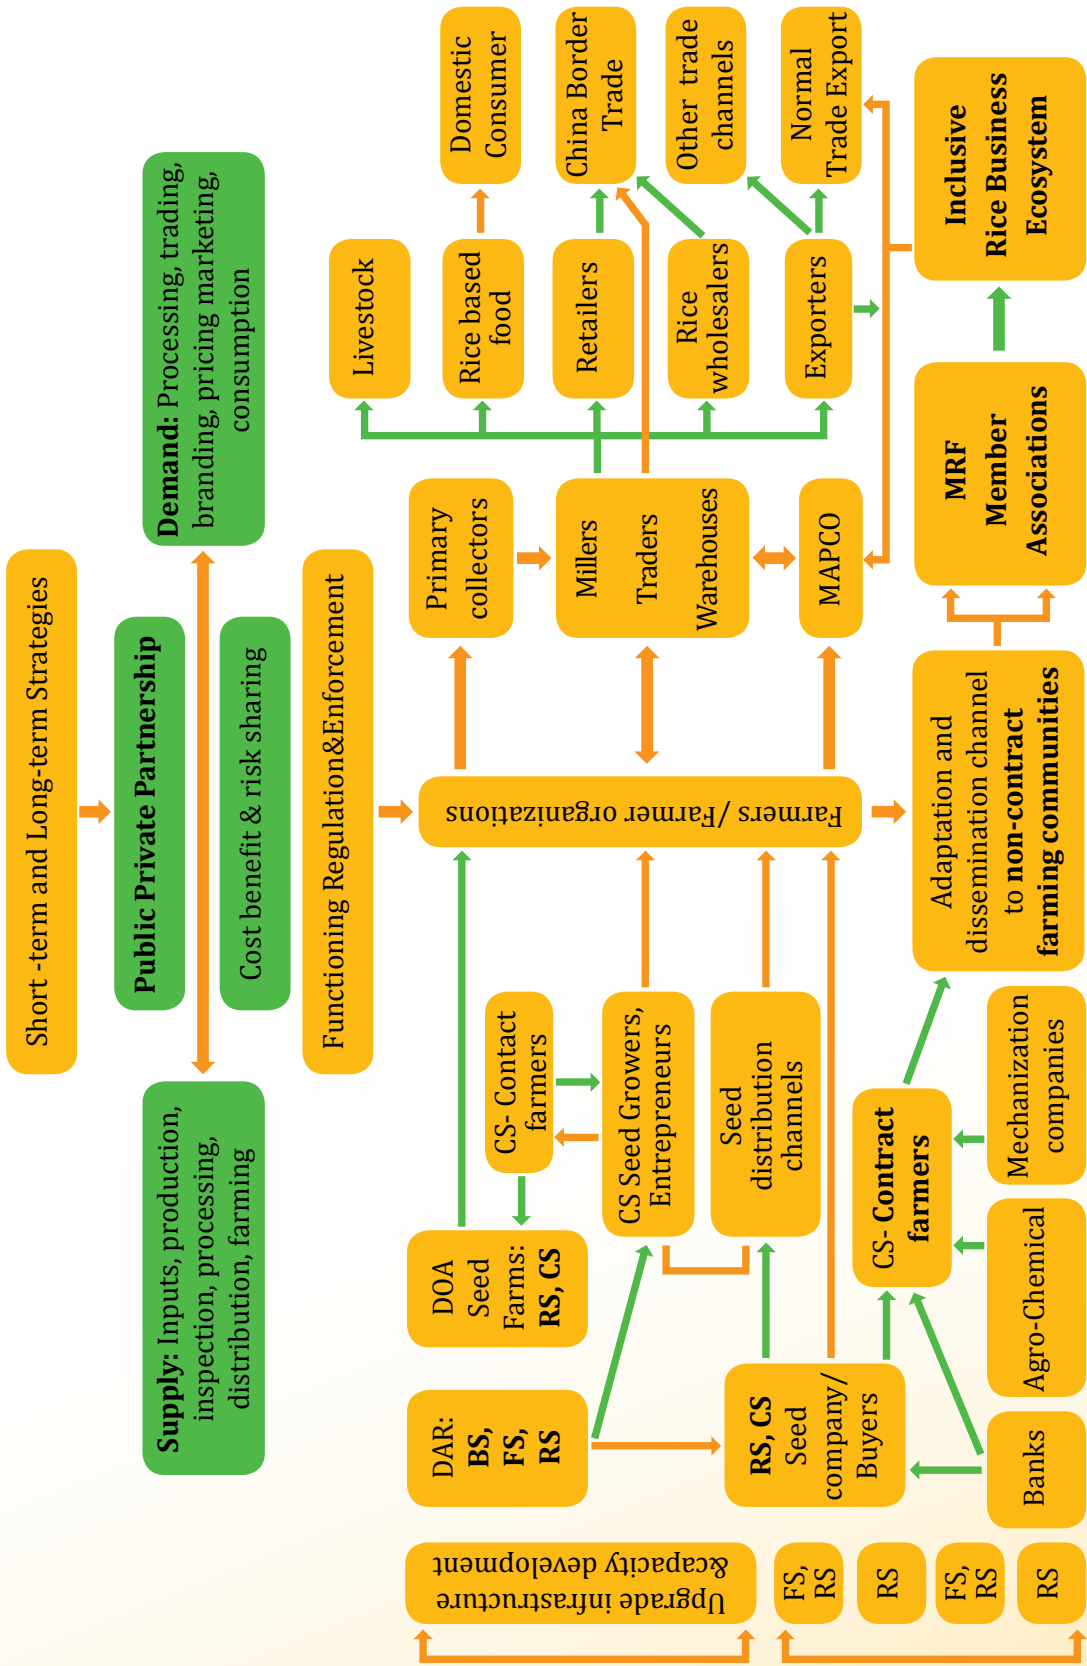 Short -term and Long-term Strategies
Public Private Partnership
Supply: Inputs, production,
inspection, processing
distribution, farming
Demand: Processing, trading,
branding, pricing marketing,
consumption
Cost benefit & risk sharing
Functioning Regulation&Enforcement
Upgrade infrastructure
&capacity development
DAR:
BS,
FS,
RS
DOA
Seed
Farms:
RS, CS
CS- Contact
farmers
CS Seed Growers,
Entrepreneurs
Seed
distribution
channels
RS, CS
Seed
company/
Buyers
Farmers / Farmer organizations
Primary
collectors
Millers
Traders
Warehouses
MAPCO
Livestock
Rice based
food
Retailers
Rice
wholesalers
Exporters
Domestic
Consumer
China Border
Trade
Other trade
channels
Normal
Trade Export
FS,
RS
RS
FS,
RS
RS
Banks
Agro-Chemical
Mechanization
companies
CS- Contract
farmers
Adaptation and
dissemination channel
to non-contract
farming communities
MRF
Member
Associations
Inclusive
Rice Business
Ecosystem